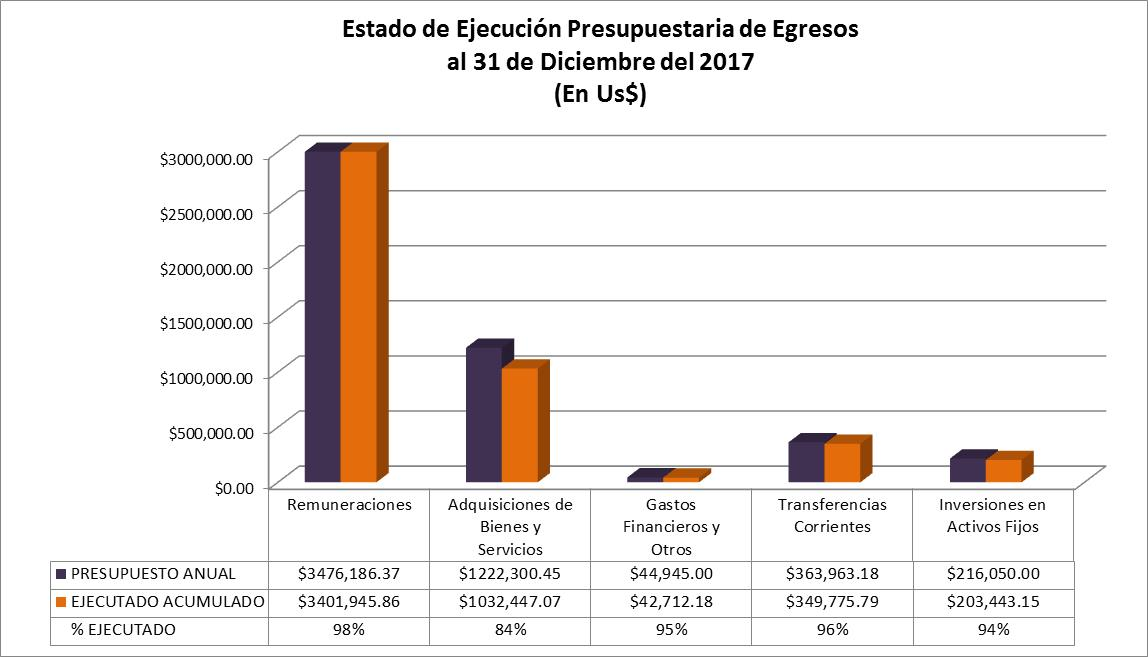 Estado de Ejecución Presupuestaria de Egresos
al 31 de Diciembre del 2017
(En Us$)
$3000,000.00
$2500,000.00
$2000,000.00
$1500,000.00
$1000,000.00
$500,000.00
$0.00
Remuneraciones
Adquisiciones de
Bienes y
Servicios
Gastos
Financieros y
Otros
Transferencias
Corrientes
Inversiones en
Activos Fijos
PRESUPUESTO ANUAL $3476,186.37 $1222,300.45 $44,945.00 $363,963.18 $216,050.00
EJECUTADO ACUMULADO $3401,945.86 $1032,447.07 $42,712.18 $349,775.79 $203,443.15
% EJECUTADO 98% 84% 95% 96% 94%